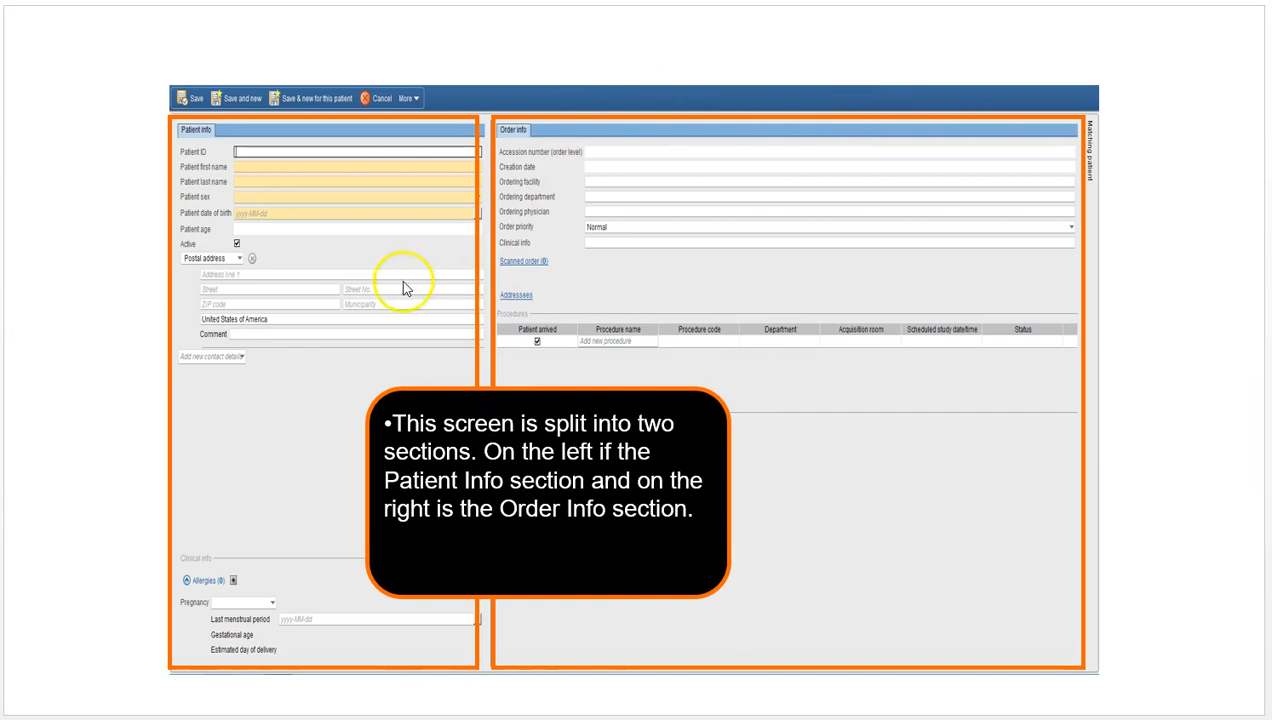 Save Save and new Save & new for this patient Cancel More
Patient info
Patient ID
Patient first name
Patient last name
Patient sex
Patient date of birth yyyy-MM-dd
Patient age
Active
Postal address
Address line 1
Street Street No.
ZIP code Municipality
United States of America
Comment
Add new contact details
Clinical info
Allergies (0)
Pregnancy
Last menstrual period yyyy-MM-dd
Gestational age
Estimated day of delivery
Order info
Accession number (order level)
Creation date
Ordering facility
Ordering department
Ordering physician
Order priority Normal
Clinical info
Scanned order (0)
Addressees
Procedures
Patient arrived Procedure name Procedure code Department Acquisition room Scheduled study date/time Status
Add new procedure
Matching patient
•This screen is split into two
sections. On the left if the
Patient Info section and on the
right is the Order Info section.